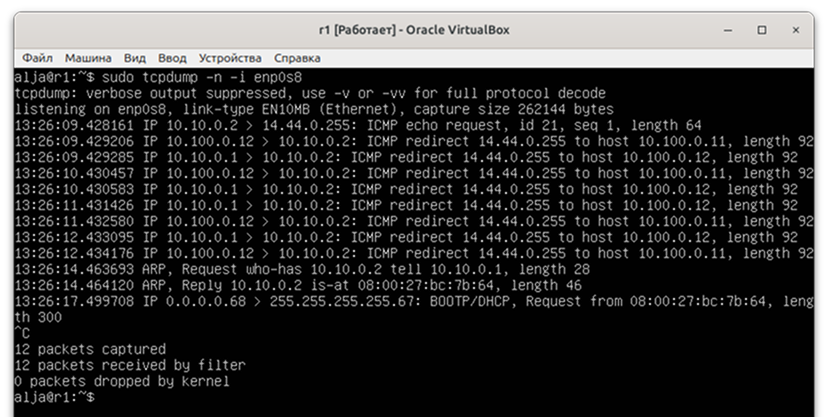 r1 [Работает] - Oracle VirtualBox
Файл Машина Вид Ввод Устройства Справка
alja@r1:~$ sudo tcpdump -n -i enp0s8
tcpdump: verbose output suppressed, use -v or -vv for full protocol decode
listening on enp0s8, link-type EN10MB (Ethernet), capture size 262144 bytes
13:26:09.428161 IP 10.10.0.2 > 14.44.0.255: ICMP echo request, id 21, seq 1, length 64
13:26:09.429206 IP 10.100.0.12 > 10.10.0.2: ICMP redirect 14.44.0.255 to host 10.100.0.11, length 92
13:26:09.429285 IP 10.10.0.1 > 10.10.0.2: ICMP redirect 14.44.0.255 to host 10.100.0.12, length 92
13:26:10.430457 IP 10.100.0.12 > 10.10.0.2: ICMP redirect 14.44.0.255 to host 10.100.0.11, length 92
13:26:10.430583 IP 10.10.0.1 > 10.10.0.2: ICMP redirect 14.44.0.255 to host 10.100.0.12, length 92
13:26:11.431426 IP 10.10.0.1 > 10.10.0.2: ICMP redirect 14.44.0.255 to host 10.100.0.12, length 92
13:26:11.432580 IP 10.100.0.12 > 10.10.0.2: ICMP redirect 14.44.0.255 to host 10.100.0.11, length 92
13:26:12.433095 IP 10.10.0.1 > 10.10.0.2: ICMP redirect 14.44.0.255 to host 10.100.0.12, length 92
13:26:12.434176 IP 10.100.0.12 > 10.10.0.2: ICMP redirect 14.44.0.255 to host 10.100.0.11, length 92
13:26:14.463693 ARP, Request who-has 10.10.0.2 tell 10.10.0.1, length 28
13:26:14.464120 ARP, Reply 10.10.0.2 is-at 08:00:27:bc:7b:64, length 46
13:26:17.499708 IP 0.0.0.0.68 > 255.255.255.255.67: BOOTP/DHCP, Request from 08:00:27:bc:7b:64, leng
th 300
^C
12 packets captured
12 packets received by filter
0 packets dropped by kernel
alja@r1:~$